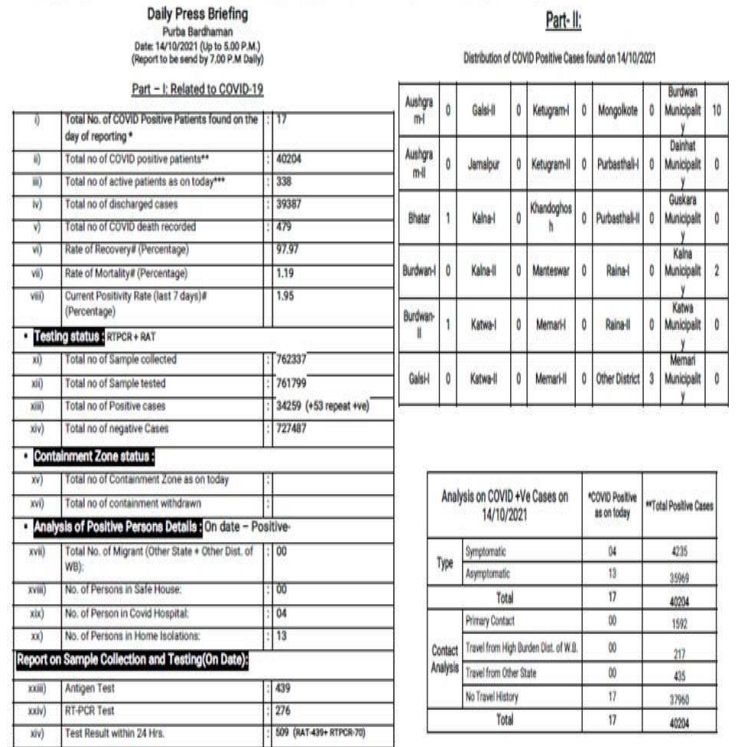 Daily Press Briefing
Purba Bardhaman
Date: 14/10/2021 (Up to 5.00 P.M.)
(Report to be send by 7.00 P.M Daily)
Part – I: Related to COVID-19
i) Total No. of COVID Positive Patients found on the : 17
day of reporting *
ii) Total no of COVID positive patients** : 40204
iii) Total no of active patients as on today*** : 338
iv) Total no of discharged cases : 39387
v) Total no of COVID death recorded : 479
vi) Rate of Recovery# (Percentage) : 97.97
vii) Rate of Mortality# (Percentage) : 1.19
viii) Current Positivity Rate (last 7 days)# : 1.95
(Percentage)
• Testing status : RTPCR + RAT
xi) Total no of Sample collected : 762337
xii) Total no of Sample tested : 761799
xiii) Total no of Positive cases : 34259 (+53 repeat +ve)
xiv) Total no of negative Cases : 727487
• Containment Zone status :
xv) Total no of Containment Zone as on today :
xvi) Total no of containment withdrawn :
• Analysis of Positive Persons Details : On date – Positive-
xvii) Total No. of Migrant (Other State + Other Dist. of : 00
WB):
xviii) No. of Persons in Safe House: : 00
xix) No. of Person in Covid Hospital: : 04
xx) No. of Persons in Home Isolations: : 13
Report on Sample Collection and Testing(On Date):
xxiii) Antigen Test : 439
xxiv) RT-PCR Test : 276
xiv) Test Result within 24 Hrs. : 509 (RAT-439+ RTPCR-70)
Part- II:
Distribution of COVID Positive Cases found on 14/10/2021
Aushgra
m-I 0 Galsi-II 0 Ketugram-I 0 Mongolkote 0 Burdwan
Municipalit
y 10
Aushgra
m-II 0 Jamalpur 0 Ketugram-II 0 Purbasthali-I 0 Dainhat
Municipalit
y 0
Bhatar 1 Kalna-I 0 Khandoghos
h 0 Purbasthali-II 0 Guskara
Municipalit
y 0
Burdwan-I 0 Kalna-II 0 Manteswar 0 Raina-I 0 Kalna
Municipalit
y 2
Burdwan-
II 1 Katwa-I 0 Memari-I 0 Raina-II 0 Katwa
Municipalit
y 0
Galsi-I 0 Katwa-II 0 Memari-II 0 Other District 3 Memari
Municipalit
y 0
Analysis on COVID +Ve Cases on
14/10/2021
*COVID Positive
as on today
**Total Positive Cases
Type
Symptomatic 04 4235
Asymptomatic 13 35969
Total 17 40204
Contact
Analysis
Primary Contact 00 1592
Travel from High Burden Dist. of W.B. 00 217
Travel from Other State 00 435
No Travel History 17 37960
Total 17 40204